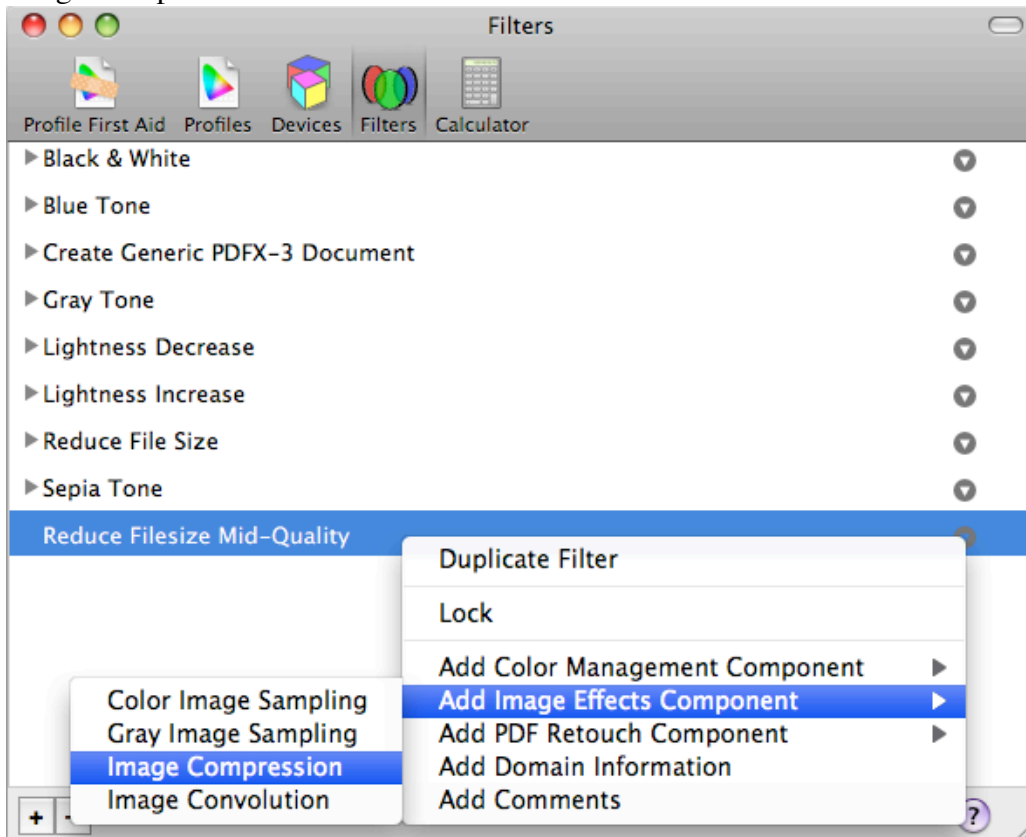 Filters
Profile First Aid Profiles Devices Filters Calculator
Black & White
Blue Tone
Create Generic PDFX-3 Document
Gray Tone
Lightness Decrease
Lightness Increase
Reduce File Size
Sepia Tone
Reduce Filesize Mid-Quality
Duplicate Filter
Lock
Add Color Management Component
Add Image Effects Component
Add PDF Retouch Component
Add Domain Information
Add Comments
Color Image Sampling
Gray Image Sampling
Image Compression
Image Convolution
+ -
?